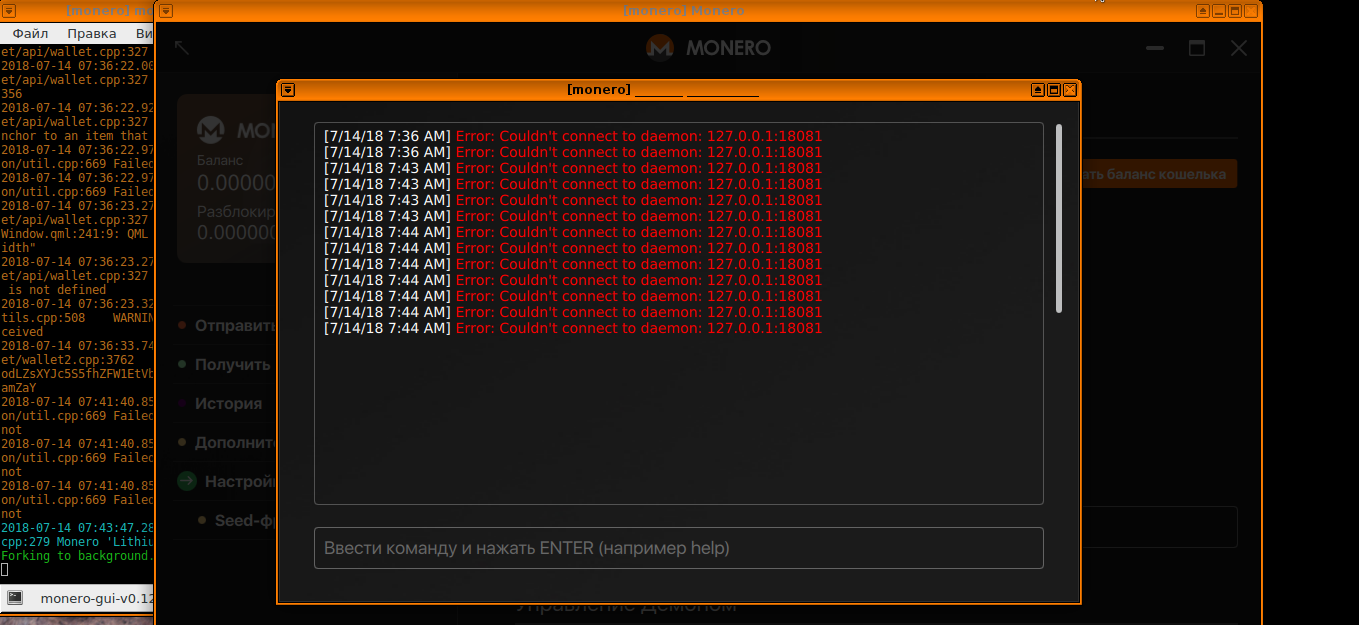 [monero] mo
[monero] Monero
Файл Правка Ви
et/api/wallet.cpp:327
2018-07-14 07:36:22.00
et/api/wallet.cpp:327
356
2018-07-14 07:36:22.92
et/api/wallet.cpp:327
nchor to an item that
2018-07-14 07:36:22.97
on/util.cpp:669 Failed
2018-07-14 07:36:22.97
on/util.cpp:669 Failed
2018-07-14 07:36:23.27
et/api/wallet.cpp:327
Window.qml:241:9: QML
idth"
2018-07-14 07:36:23.27
et/api/wallet.cpp:327
is not defined
2018-07-14 07:36:23.32
tils.cpp:508 WARNIN
ceived
2018-07-14 07:36:33.74
et/wallet2.cpp:3762
odLZsXYJc5S5fhZFW1EtVb
amZaY
2018-07-14 07:41:40.85
on/util.cpp:669 Failed
not
2018-07-14 07:41:40.85
on/util.cpp:669 Failed
not
2018-07-14 07:41:40.85
on/util.cpp:669 Failed
not
2018-07-14 07:43:47.28
cpp:279 Monero 'Lithiu
Forking to background.
monero-gui-v0.12
MONERO
MON
Баланс
0.00000
Разблокир
0.000000
Отправить
Получить
История
Дополнит
Настрой
Seed-ф
ать баланс кошелька
[monero] ______ _________
[7/14/18 7:36 AM] Error: Couldn't connect to daemon: 127.0.0.1:18081
[7/14/18 7:36 AM] Error: Couldn't connect to daemon: 127.0.0.1:18081
[7/14/18 7:43 AM] Error: Couldn't connect to daemon: 127.0.0.1:18081
[7/14/18 7:43 AM] Error: Couldn't connect to daemon: 127.0.0.1:18081
[7/14/18 7:43 AM] Error: Couldn't connect to daemon: 127.0.0.1:18081
[7/14/18 7:43 AM] Error: Couldn't connect to daemon: 127.0.0.1:18081
[7/14/18 7:44 AM] Error: Couldn't connect to daemon: 127.0.0.1:18081
[7/14/18 7:44 AM] Error: Couldn't connect to daemon: 127.0.0.1:18081
[7/14/18 7:44 AM] Error: Couldn't connect to daemon: 127.0.0.1:18081
[7/14/18 7:44 AM] Error: Couldn't connect to daemon: 127.0.0.1:18081
[7/14/18 7:44 AM] Error: Couldn't connect to daemon: 127.0.0.1:18081
[7/14/18 7:44 AM] Error: Couldn't connect to daemon: 127.0.0.1:18081
[7/14/18 7:44 AM] Error: Couldn't connect to daemon: 127.0.0.1:18081
Ввести команду и нажать ENTER (например help)
Управление Демоном